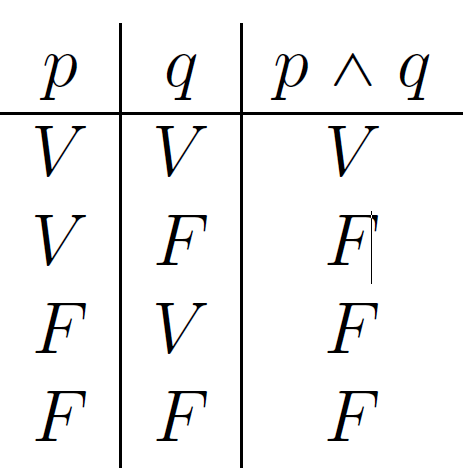 p q p ∧ q
V V V
V F F
F V F
F F F